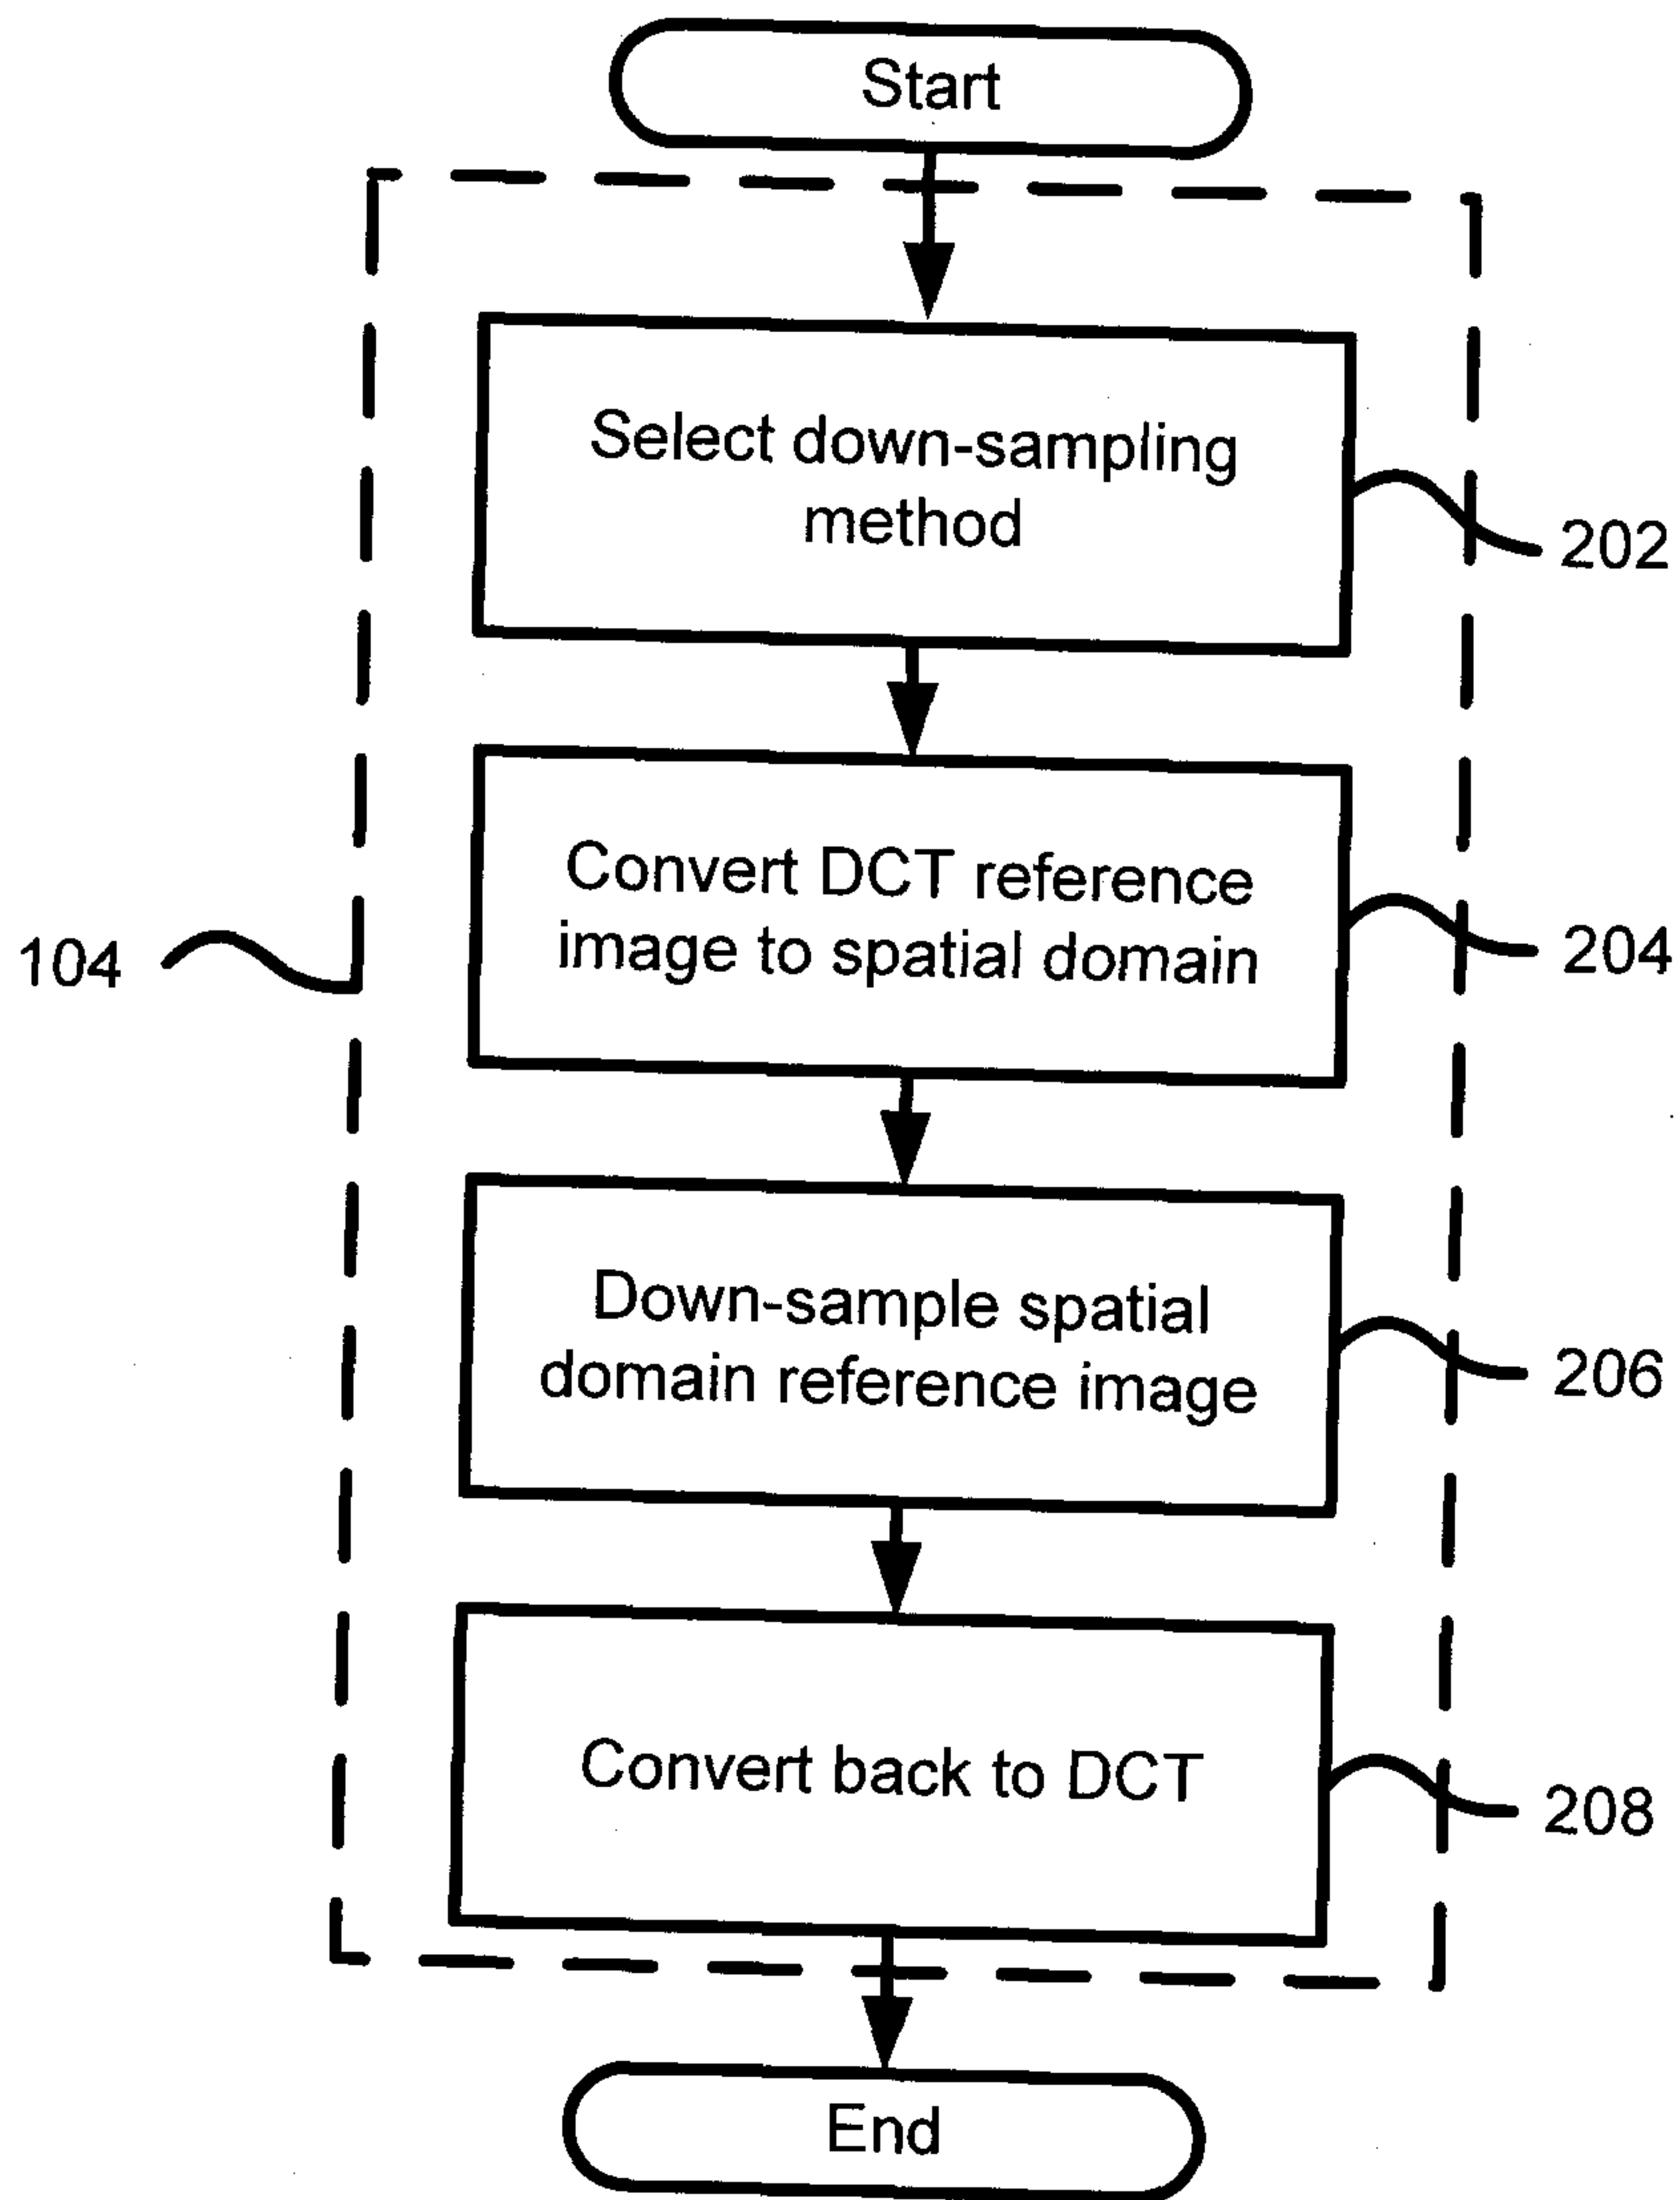 Start
Select down-sampling
method
202
Convert DCT reference
image to spatial domain
104
204
Down-sample spatial
domain reference image
206
Convert back to DCT
208
End